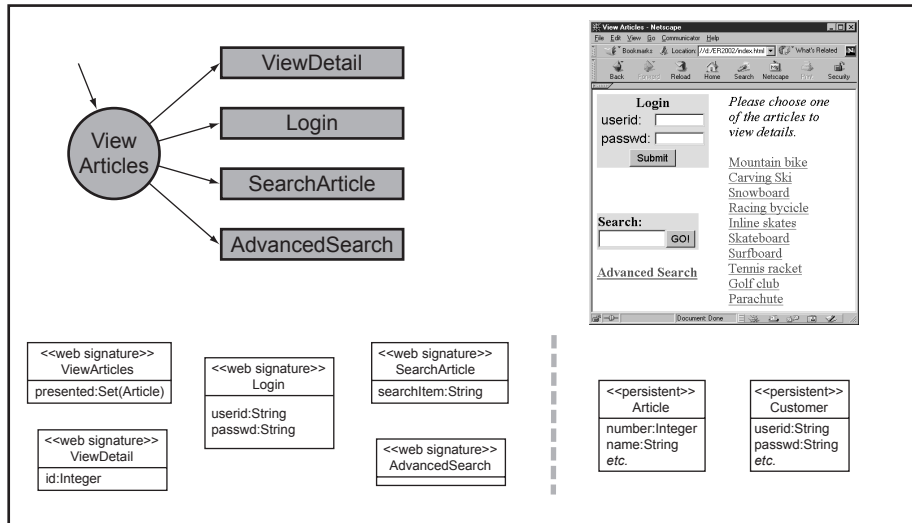 ViewDetail
Login
View
Articles
SearchArticle
AdvancedSearch
View Articles - Netscape
File Edit View Go Communicator Help
Bookmarks Location: //d:/ER2002/index.html What's Related
Back Forward Reload Home Search Netscape Print Security
Login
userid:
passwd:
Submit
Search:
GO!
Advanced Search
Please choose one
of the articles to
view details.
Mountain bike
Carving Ski
Snowboard
Racing bycicle
Inline skates
Skateboard
Surfboard
Tennis racket
Golf club
Parachute
Document: Done
<<web signature>>
ViewArticles
presented:Set(Article)
<<web signature>>
Login
userid:String
passwd:String
<<web signature>>
SearchArticle
searchItem:String
<<web signature>>
ViewDetail
id:Integer
<<web signature>>
AdvancedSearch
<<persistent>>
Article
number:Integer
name:String
etc.
<<persistent>>
Customer
userid:String
passwd:String
etc.